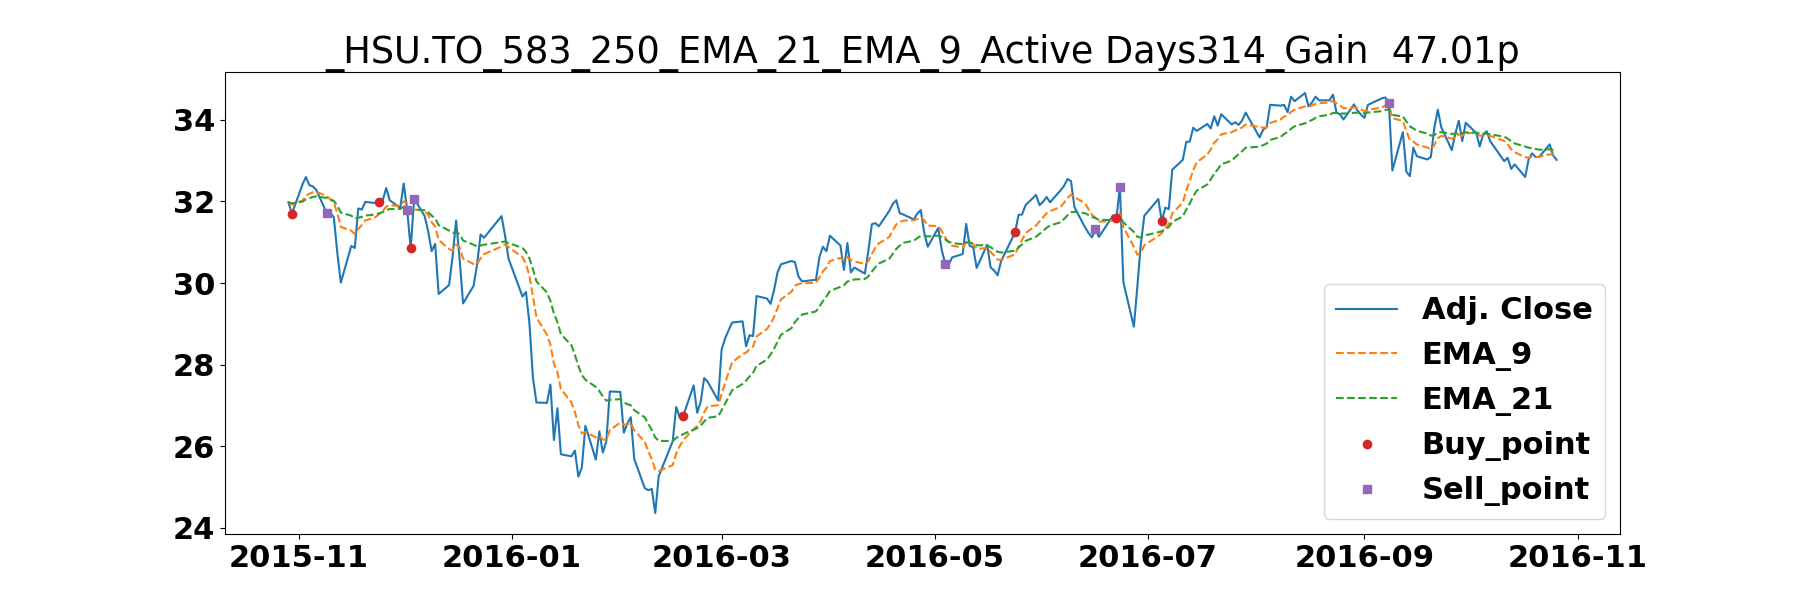 _HSU.TO_583_250_EMA_21_EMA_9_Active Days314_Gain  47.01p
34
32
30
28
26
24
2015-11 2016-01 2016-03 2016-05 2016-07 2016-09 2016-11
Adj. Close
EMA_9
EMA_21
Buy_point
Sell_point